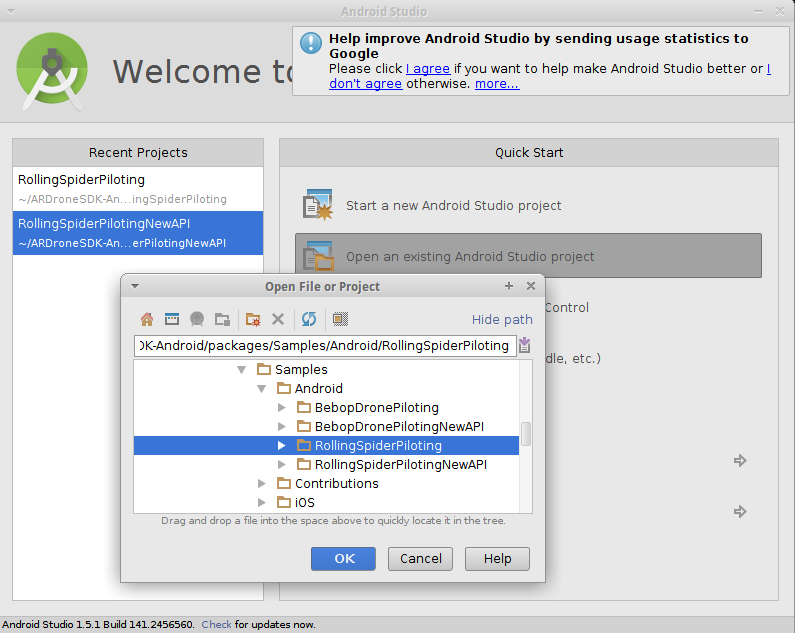 Android Studio
Welcome to
Help improve Android Studio by sending usage statistics to
Google
Please click I agree if you want to help make Android Studio better or I
don't agree otherwise. more...
Recent Projects
RollingSpiderPiloting
~/ARDroneSDK-An...ingSpiderPiloting
RollingSpiderPilotingNewAPI
~/ARDroneSDK-An...erPilotingNewAPI
Quick Start
Start a new Android Studio project
Open an existing Android Studio project
Control
dle, etc.)
Open File or Project
Hide path
OK-Android/packages/Samples/Android/RollingSpiderPiloting
Samples
Android
BebopDronePiloting
BebopDronePilotingNewAPI
RollingSpiderPiloting
RollingSpiderPilotingNewAPI
Contributions
iOS
Drag and drop a file into the space above to quickly locate it in the tree.
OK
Cancel
Help
Android Studio 1.5.1 Build 141.2456560. Check for updates now.